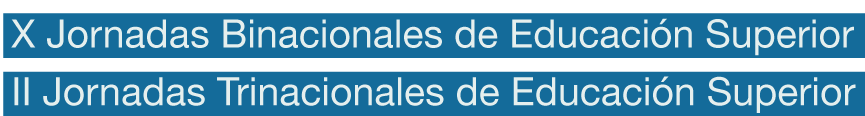 X Jornadas Binacionales de Educación Superior
II Jornadas Trinacionales de Educación Superior